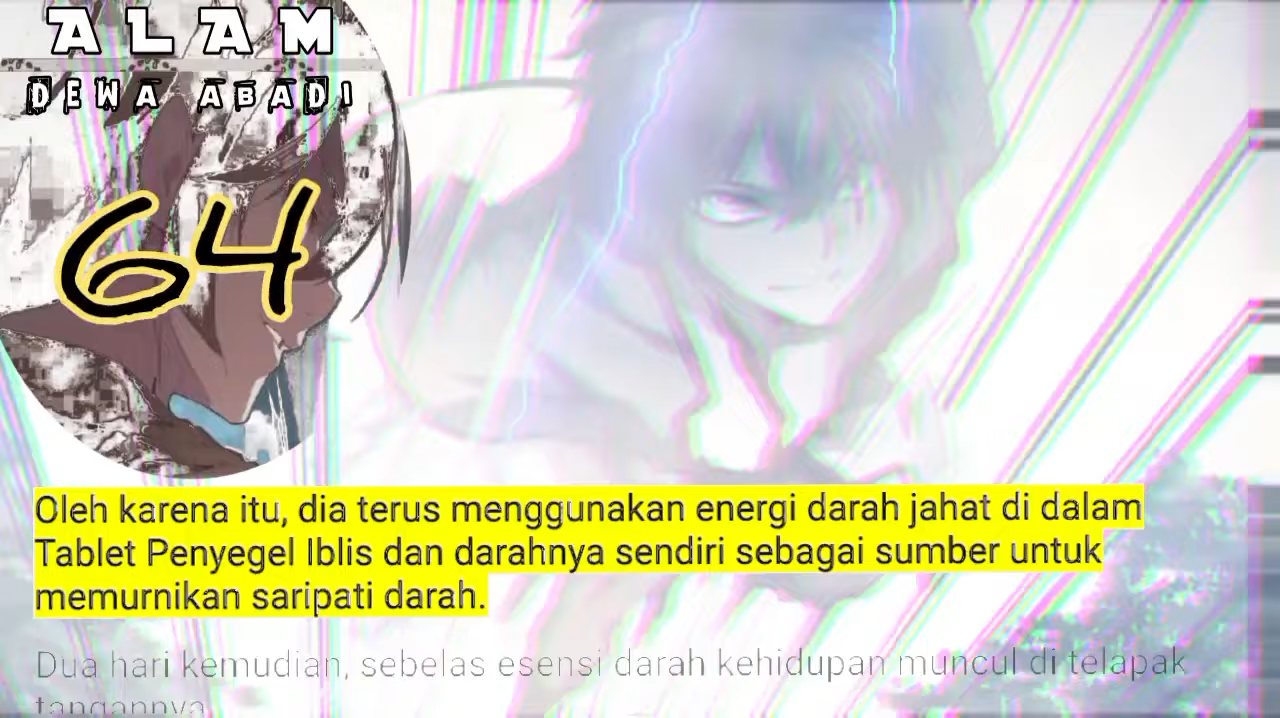 ALAM
DEWA ABADI
64
Oleh karena itu, dia terus menggunakan energi darah jahat di dalam
Tablet Penyegel Iblis dan darahnya sendiri sebagai sumber untuk
memurnikan saripati darah.
Dua hari kemudian, sebelas esensi darah kehidupan muncul di telapak
tangannya